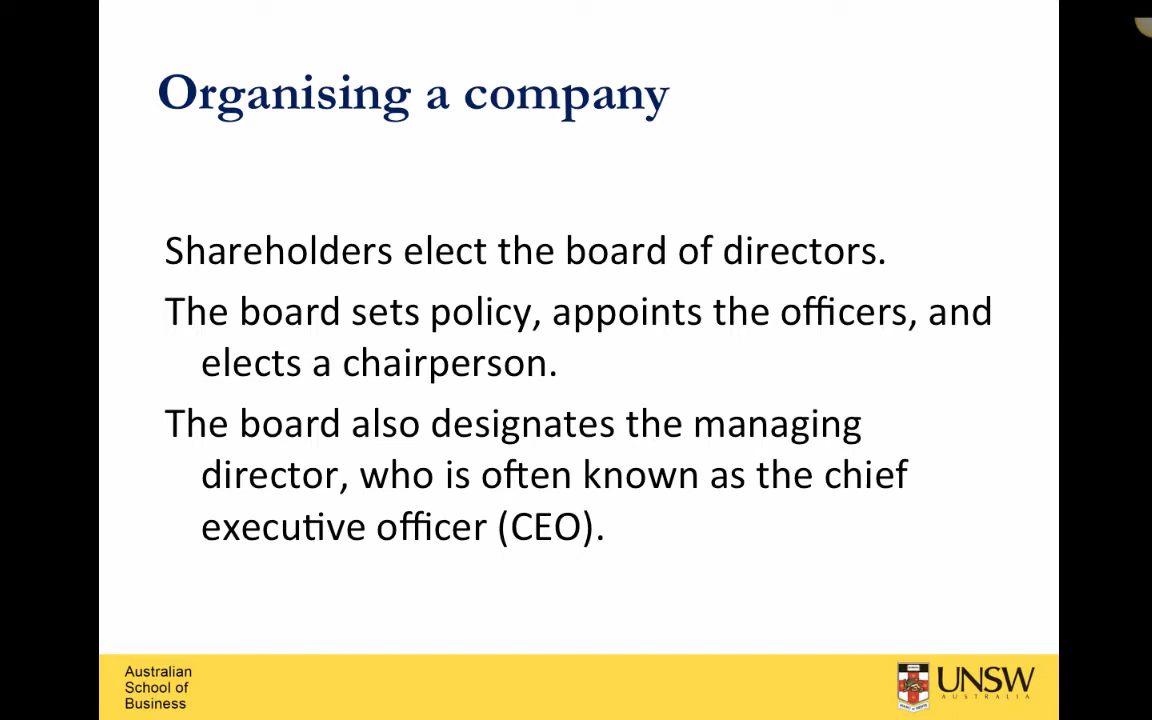 Organising a company
Shareholders elect the board of directors.
The board sets policy, appoints the officers, and
elects a chairperson.
The board also designates the managing
director, who is often known as the chief
executive officer (CEO).
Australian
School of
Business
UNSW
AUSTRALIA